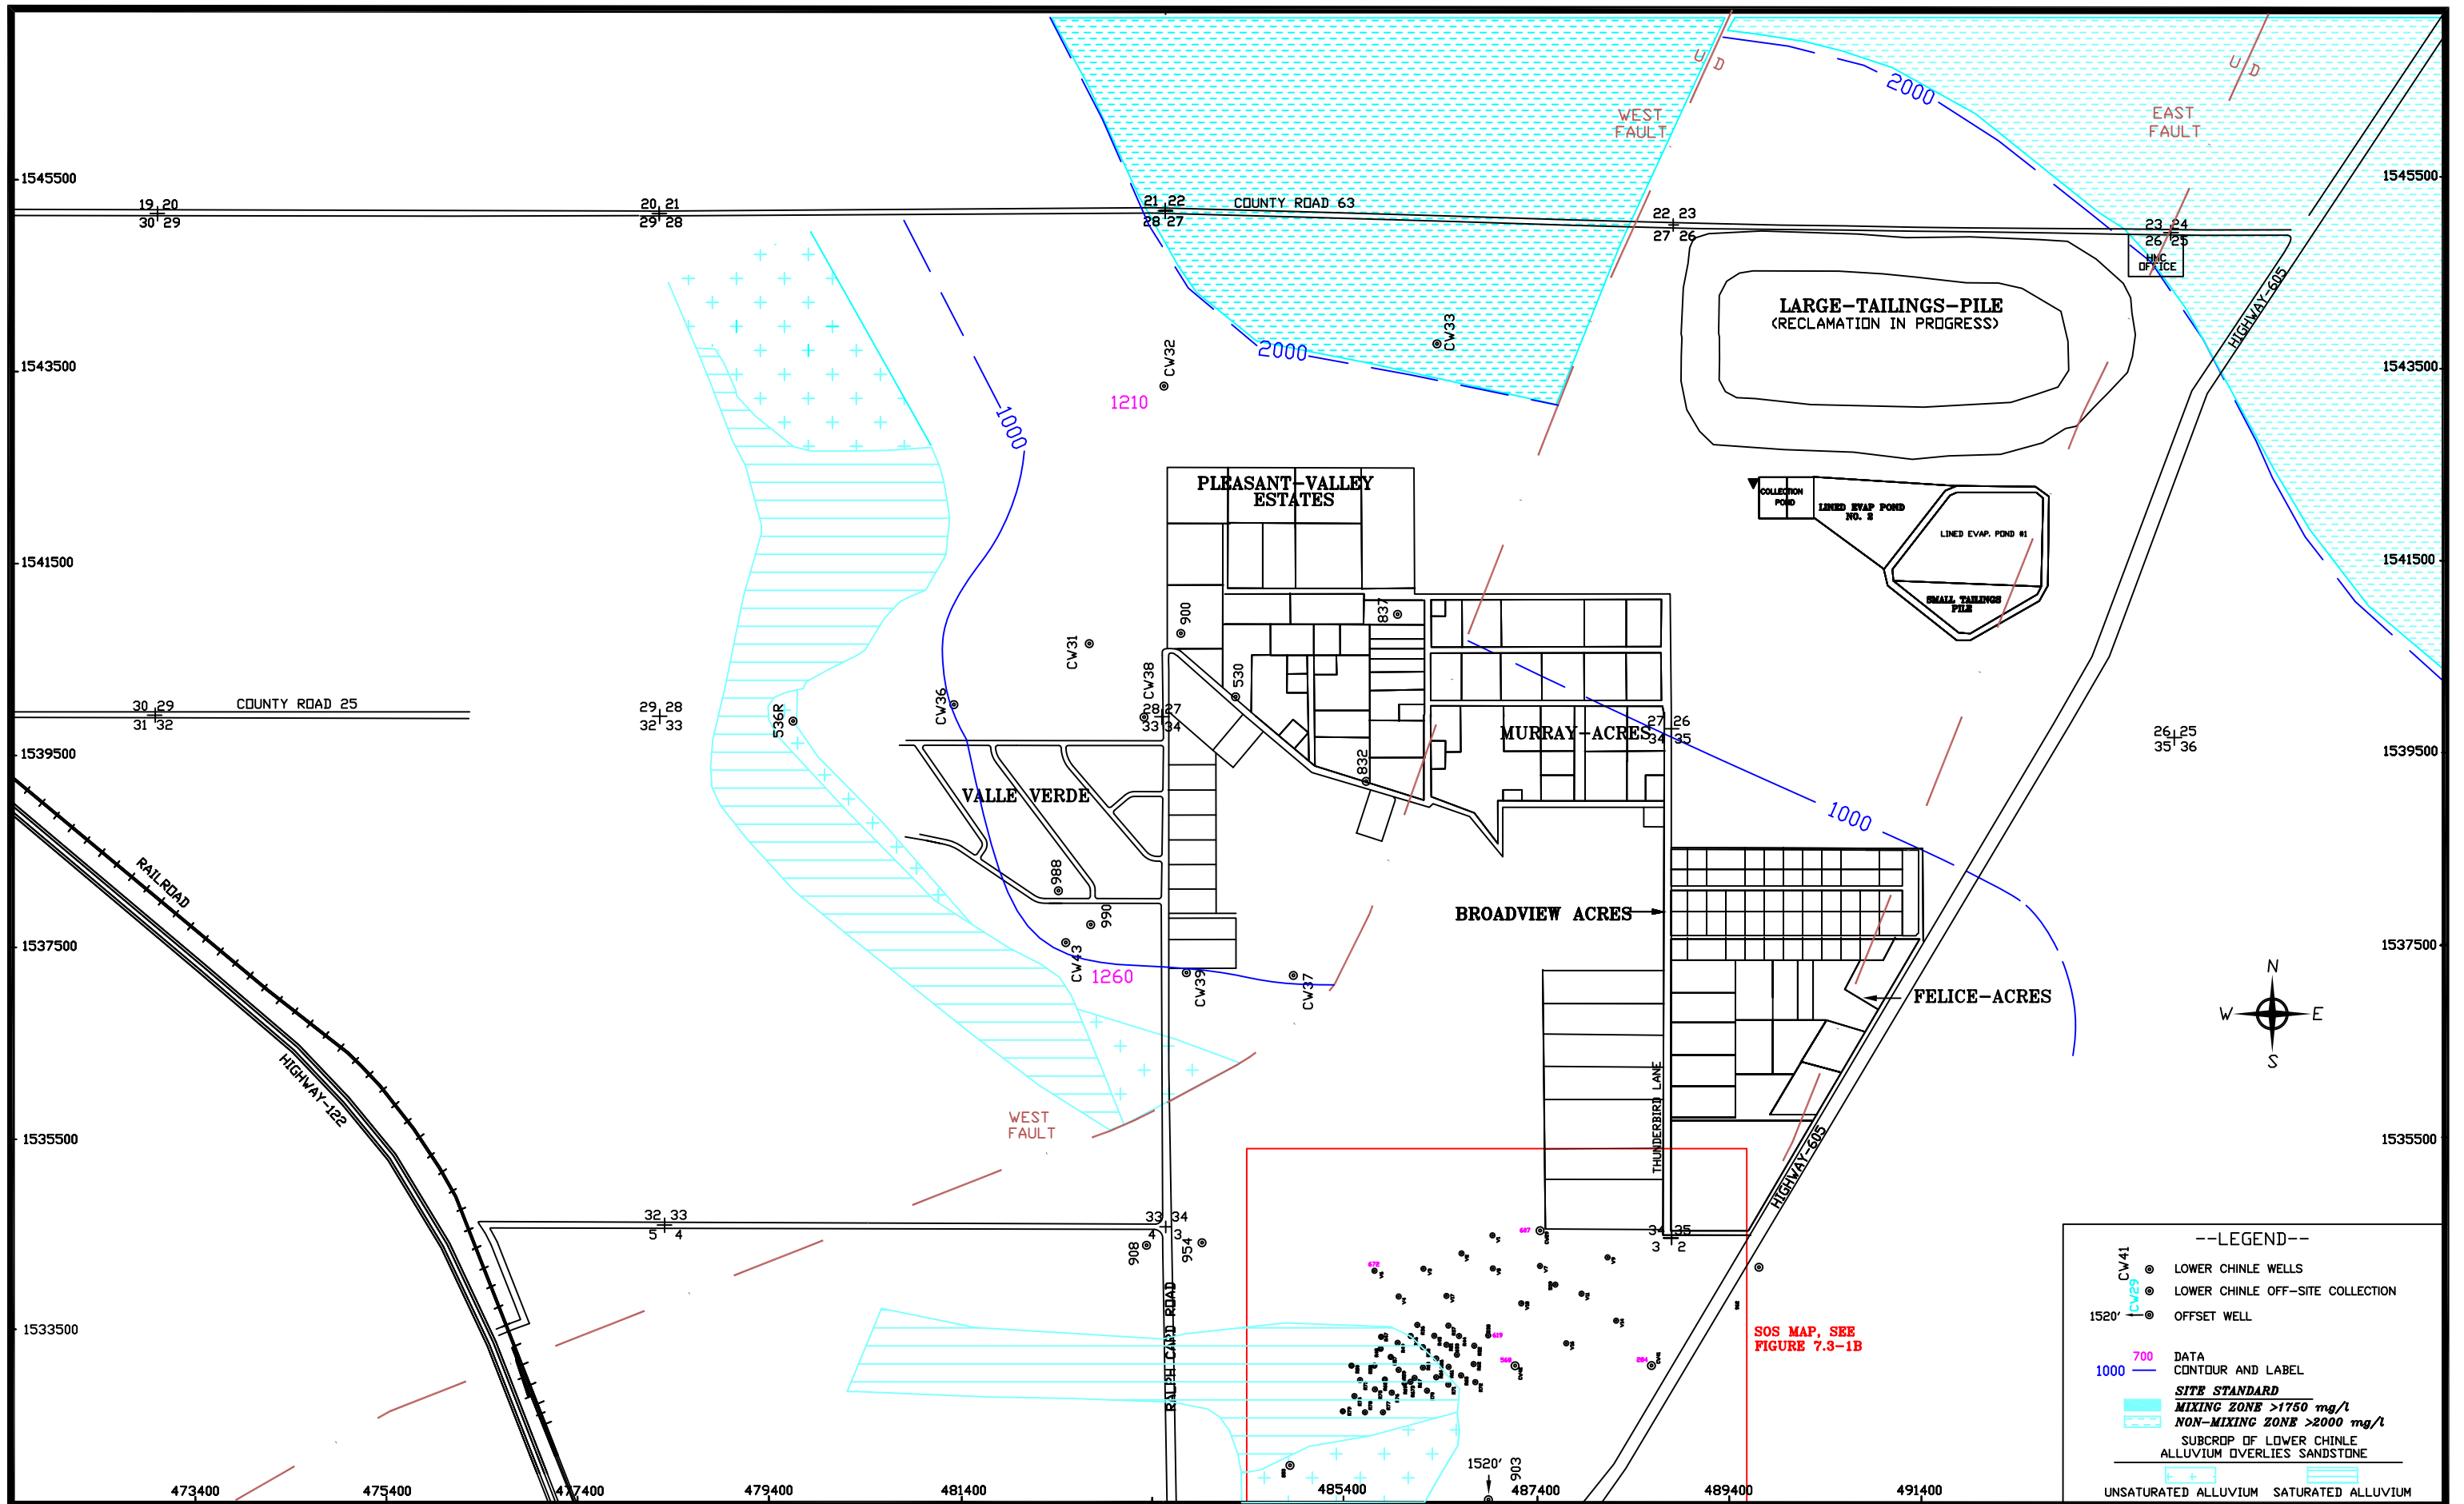 U D
U D
WEST
FAULT
EAST
FAULT
2000
1545500
1545500
19 20
30 29
20 21
29 28
21 22
28 27
COUNTY ROAD 63
22 23
27 26
23 24
26 25
HMC
OFFICE
LARGE-TAILINGS-PILE
(RECLAMATION IN PROGRESS)
HIGHWAY-605
CW33
CW32
2000
1543500
1543500
1210
1000
PLEASANT-VALLEY
ESTATES
COLLECTION
POND
LINED EVAP POND
NO. 2
LINED EVAP. POND #1
SMALL TAILINGS
PILE
1541500
1541500
900
837
CW31
CW38
530
CW36
536R
30 29
31 32
COUNTY ROAD 25
29 28
32 33
28 27
33 34
27 26
34 35
26 25
35 36
MURRAY-ACRES
1539500
1539500
832
VALLE VERDE
1000
RAILROAD
988
990
BROADVIEW ACRES
1537500
1537500
CW43
1260
CW39
CW37
FELICE-ACRES
N
W E
S
HIGHWAY-122
THUNDERBIRD LANE
WEST
FAULT
1535500
1535500
HIGHWAY-605
32 33
5 4
33 34
4 3
34 35
3 2
908
954
607
672
619
560
204
RALPH CARD ROAD
1533500
SOS MAP, SEE
FIGURE 7.3-1B
1520'
903
--LEGEND--
CW41
LOWER CHINLE WELLS
CW29
LOWER CHINLE OFF-SITE COLLECTION
1520'
OFFSET WELL
700 DATA
1000 CONTOUR AND LABEL
SITE STANDARD
MIXING ZONE >1750 mg/l
NON-MIXING ZONE >2000 mg/l
SUBCROP OF LOWER CHINLE
ALLUVIUM OVERLIES SANDSTONE
UNSATURATED ALLUVIUM SATURATED ALLUVIUM
473400
475400
477400
479400
481400
485400
487400
489400
491400